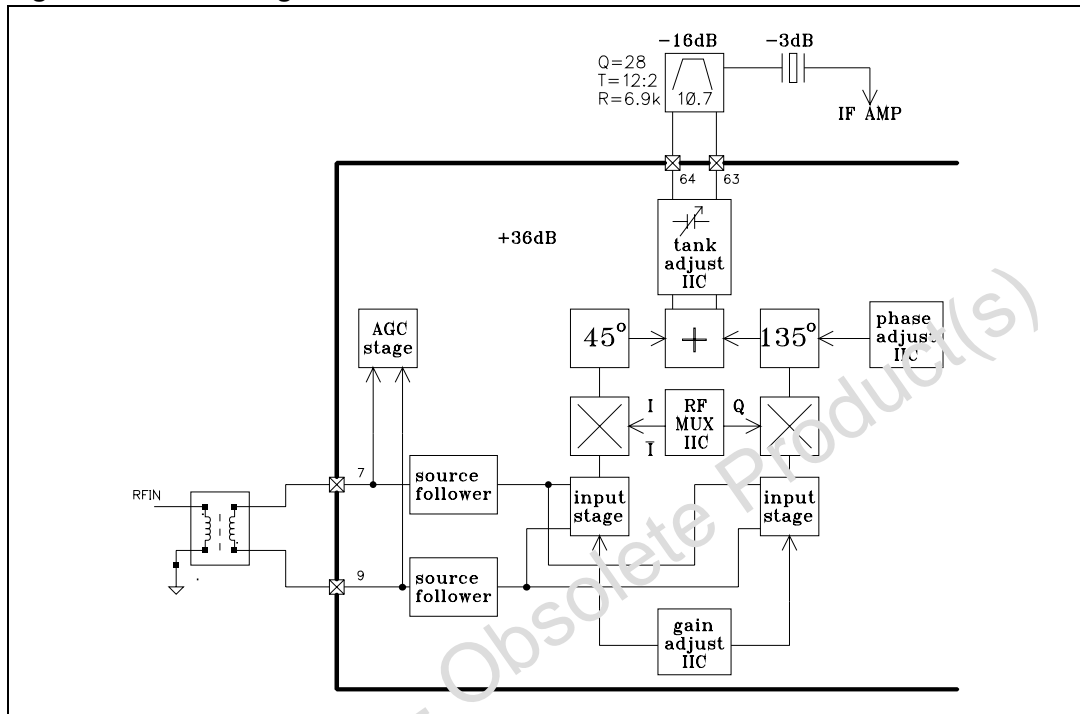 -16dB
-3dB
Q=28
T=12:2
R=6.9k
10.7
IF AMP
64
63
+36dB
tank
adjust
IIC
AGC
stage
45°
+
135°
phase
adjust
IIC
I
RF
MUX
IIC
Q
I̅
7
source
follower
input
stage
input
stage
RFIN
9
source
follower
gain
adjust
IIC
Obsolete Product(s)